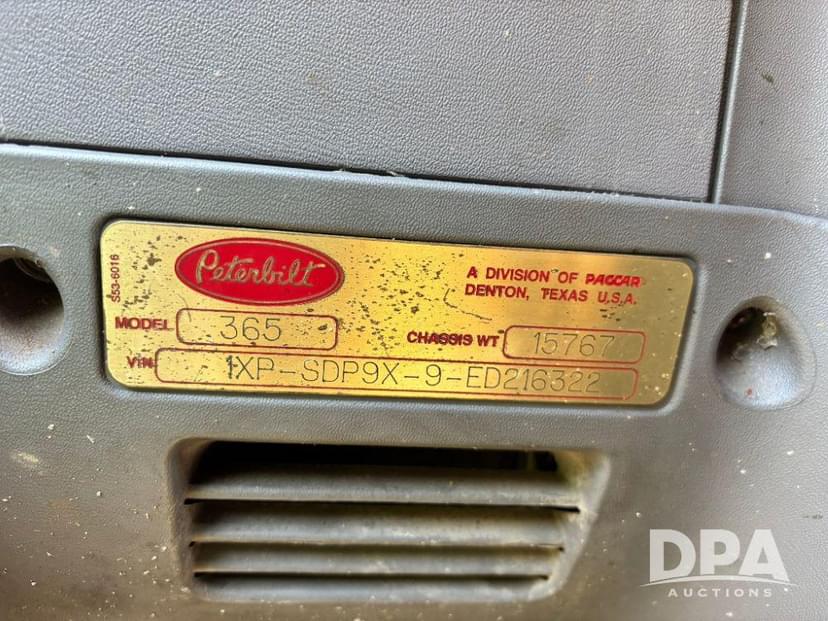 S53-6016
Peterbilt
A DIVISION OF PACCAR
DENTON, TEXAS U.S.A.
MODEL 365
CHASSIS WT 15767
VIN 1XP-SDP9X-9-ED216322
DPA
AUCTIONS